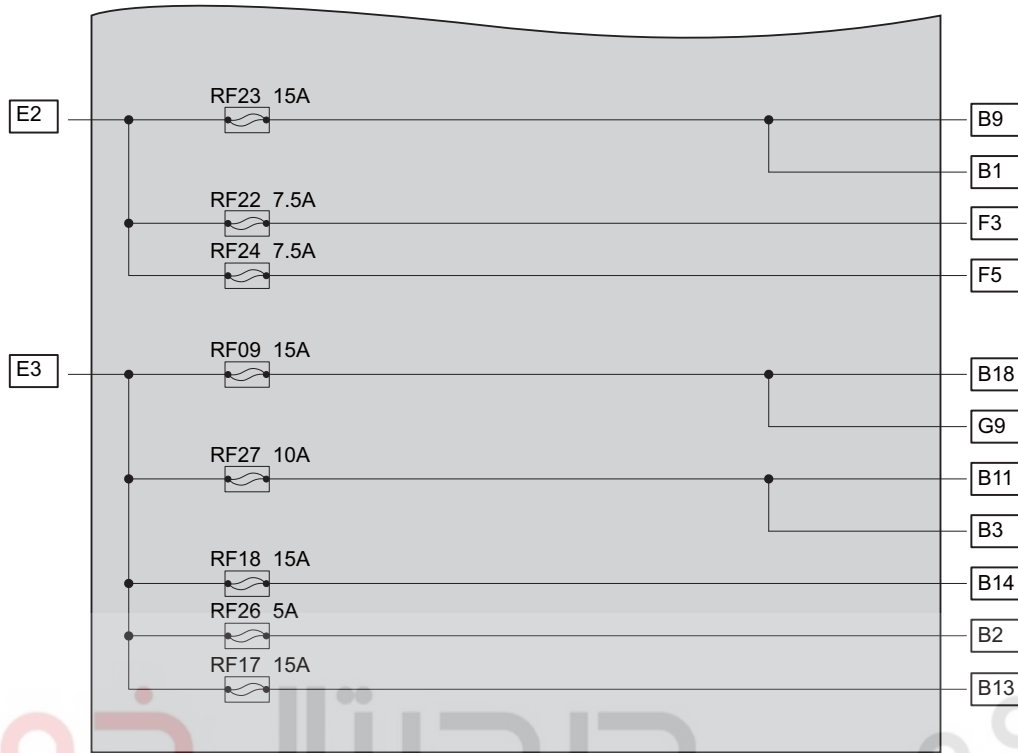 RF23 15A
E2
B9
B1
RF22 7.5A
F3
RF24 7.5A
F5
RF09 15A
E3
B18
G9
RF27 10A
B11
B3
RF18 15A
B14
RF26 5A
B2
RF17 15A
B13